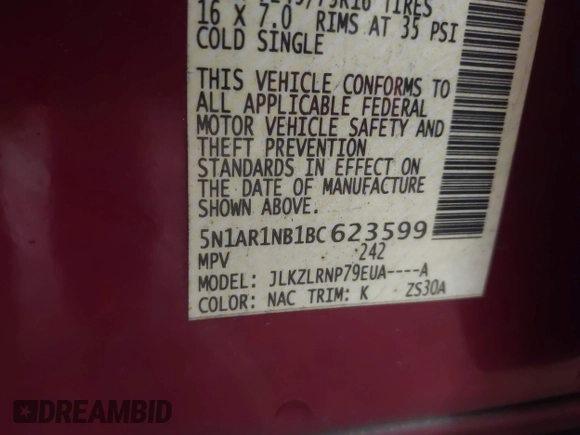 16 X 7.0 RIMS AT 35 PSI
COLD SINGLE
THIS VEHICLE CONFORMS TO
ALL APPLICABLE FEDERAL
MOTOR VEHICLE SAFETY AND
THEFT PREVENTION
STANDARDS IN EFFECT ON
THE DATE OF MANUFACTURE
SHOWN ABOVE.
5N1AR1NB1BC 623599
MPV 242
MODEL: JLKZLRNP79EUA----A
COLOR: NAC TRIM: K ZS30A
DREAMBID